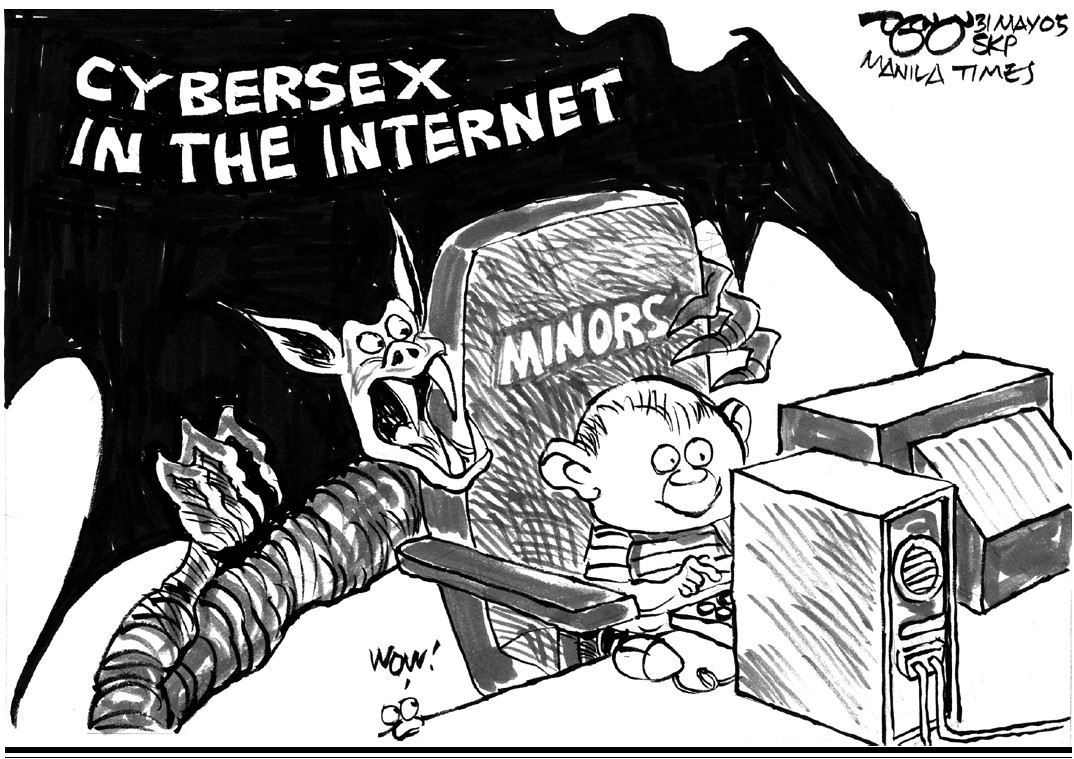 31 MAY 05
SKP
MANILA TIMES
CYBERSEX
IN THE INTERNET
MINORS
WOW!